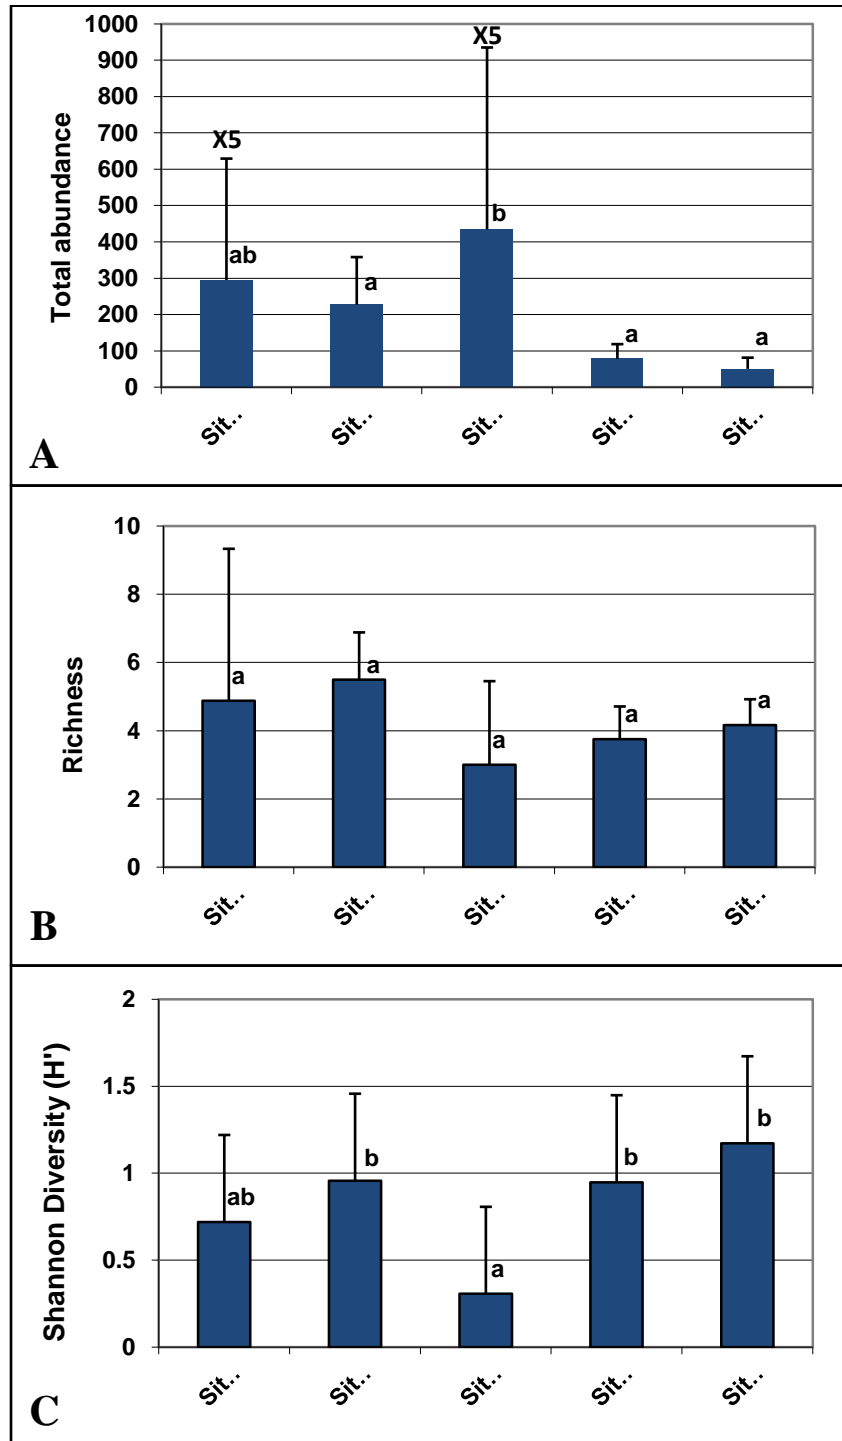 1000
900
800
700
600
500
400
300
200
100
0
Total abundance
X5
X5
ab
a
b
a
a
Sit..
Sit..
Sit..
Sit..
Sit..
A
10
8
6
4
2
0
Richness
a
a
a
a
a
Sit..
Sit..
Sit..
Sit..
Sit..
B
2
1.5
1
0.5
0
Shannon Diversity (H')
ab
b
a
b
b
Sit..
Sit..
Sit..
Sit..
Sit..
C